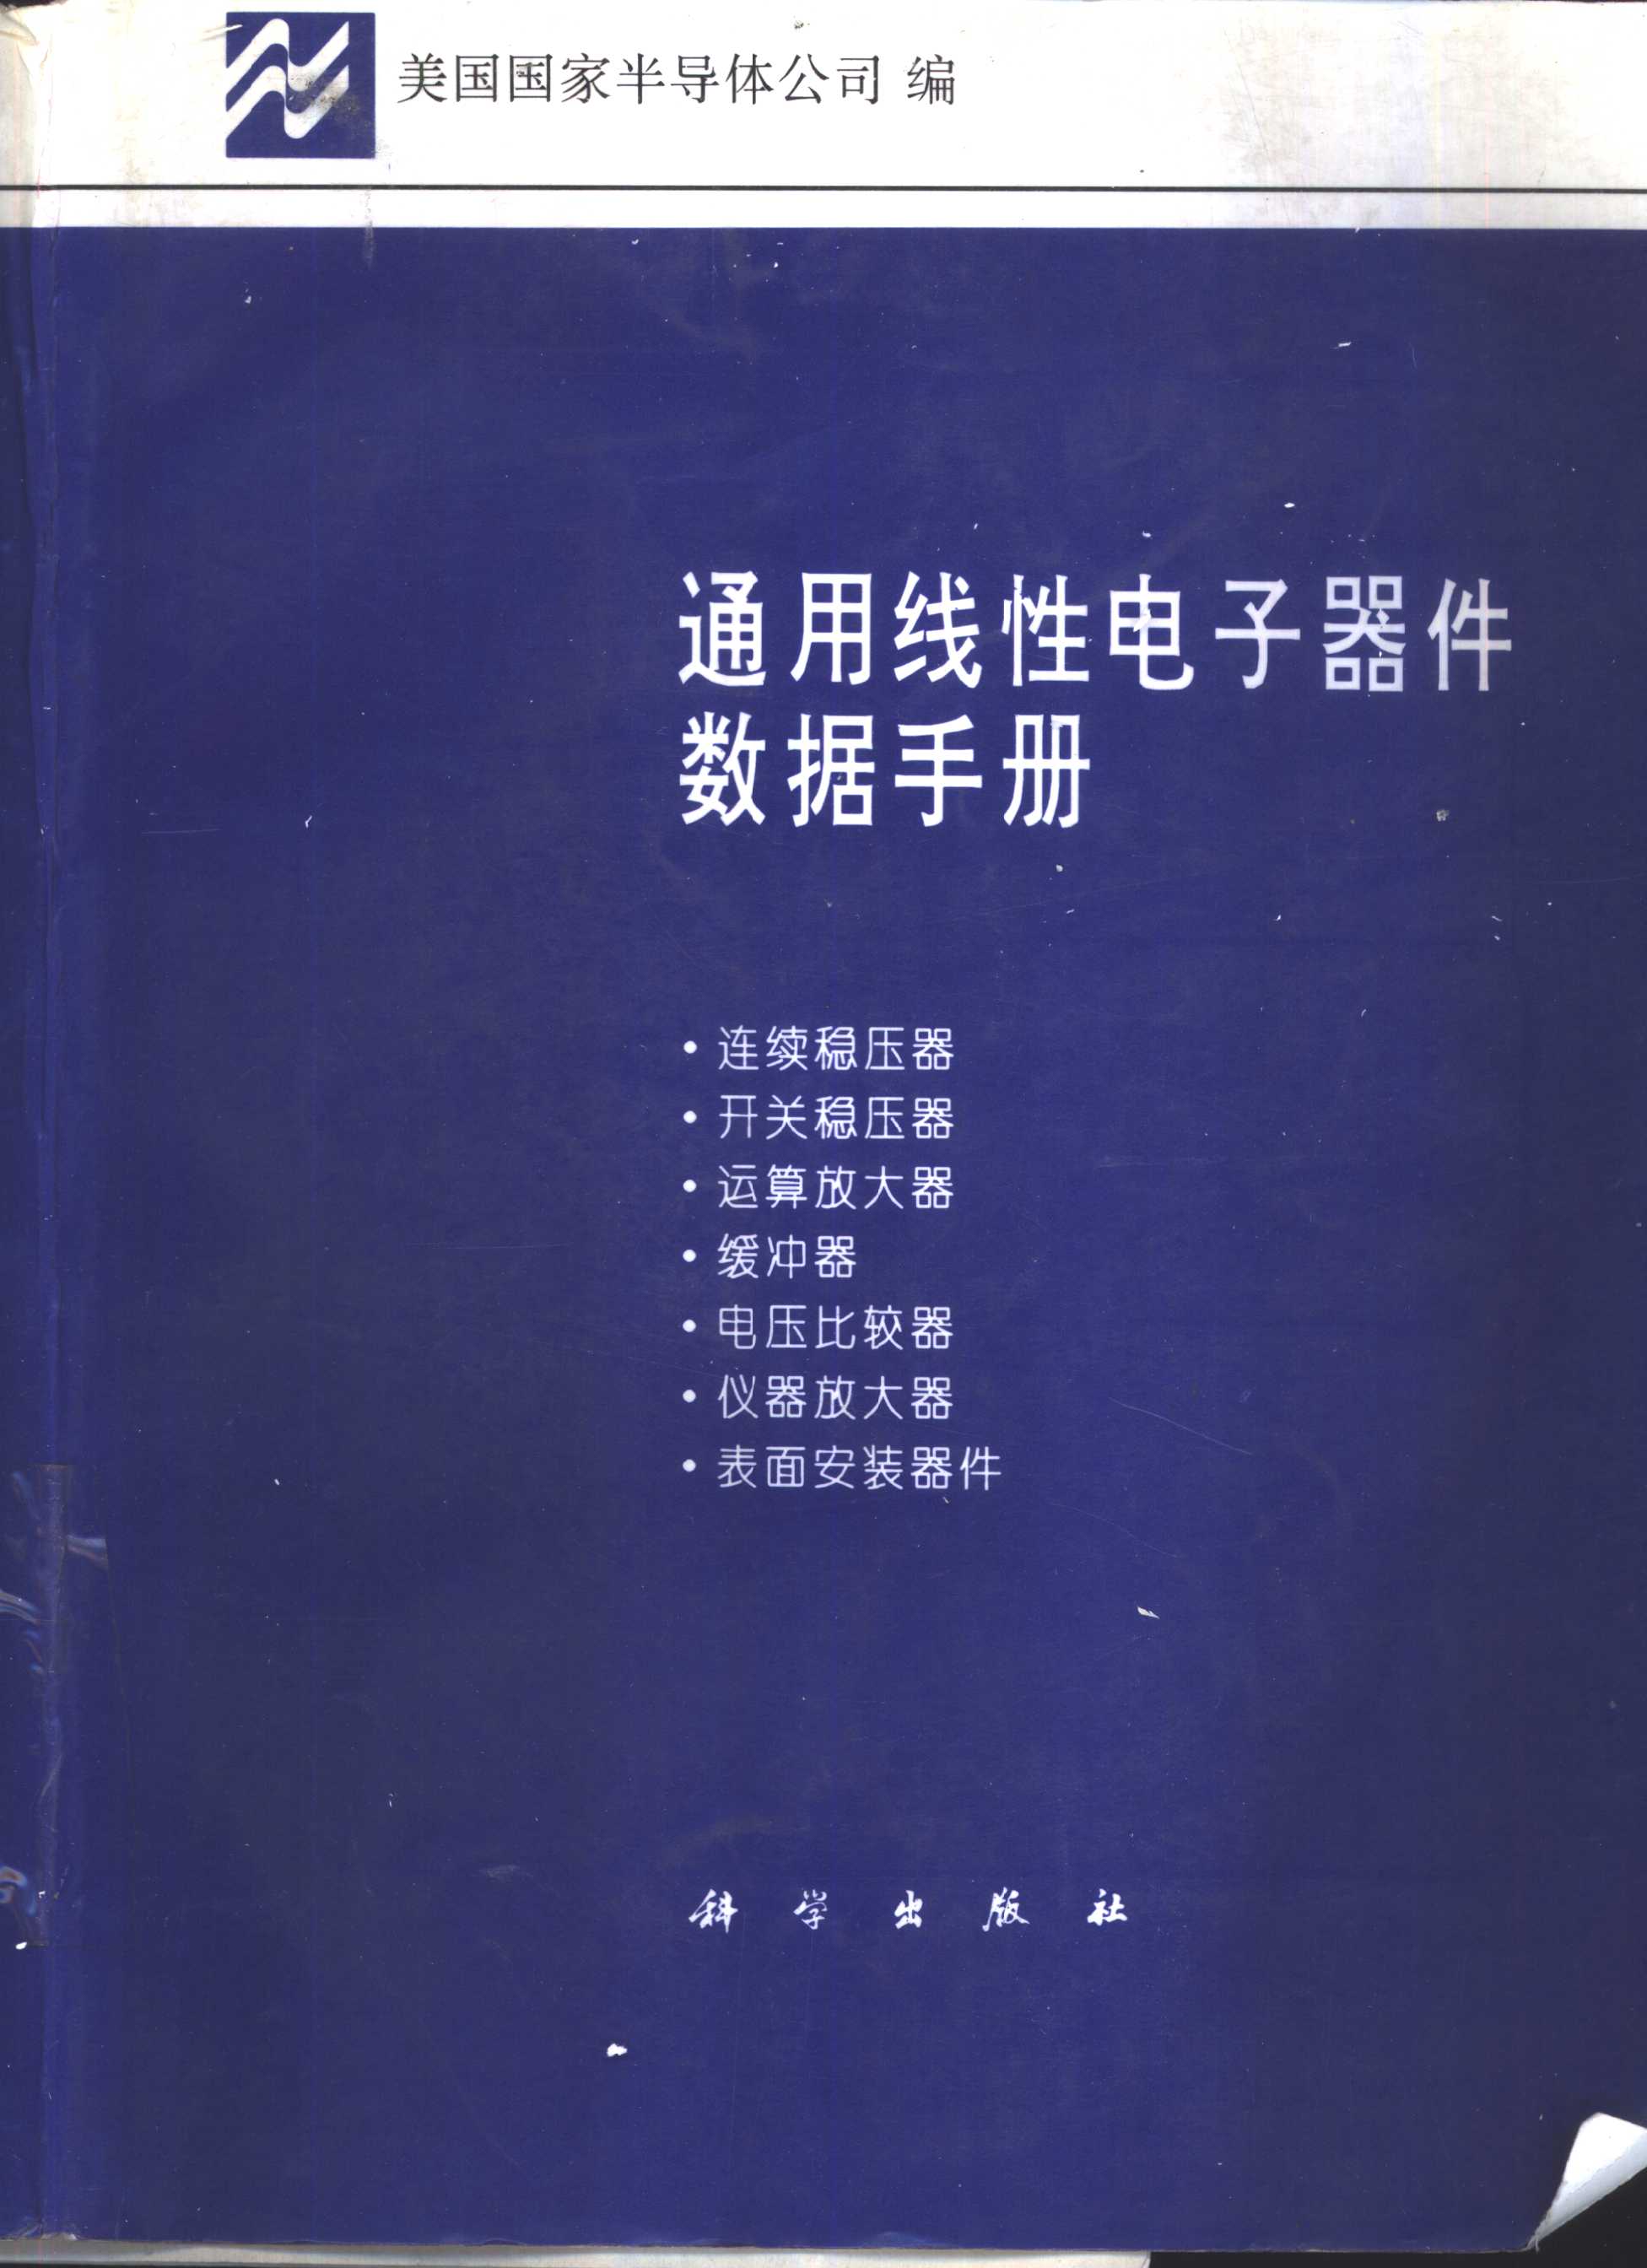 美国国家半导体公司 编
通用线性电子器件
数据手册
• 连续稳压器
• 开关稳压器
• 运算放大器
• 缓冲器
• 电压比较器
• 仪器放大器
• 表面安装器件
科学出版社